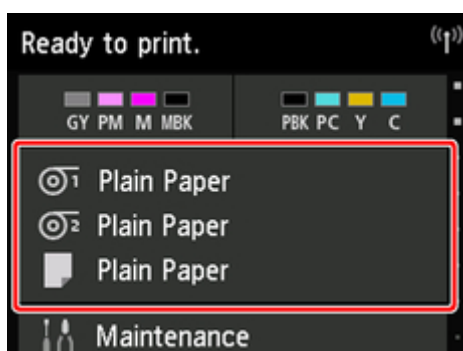 Ready to print.
GY PM M MBK PBK PC Y C
1 Plain Paper
2 Plain Paper
Plain Paper
Maintenance